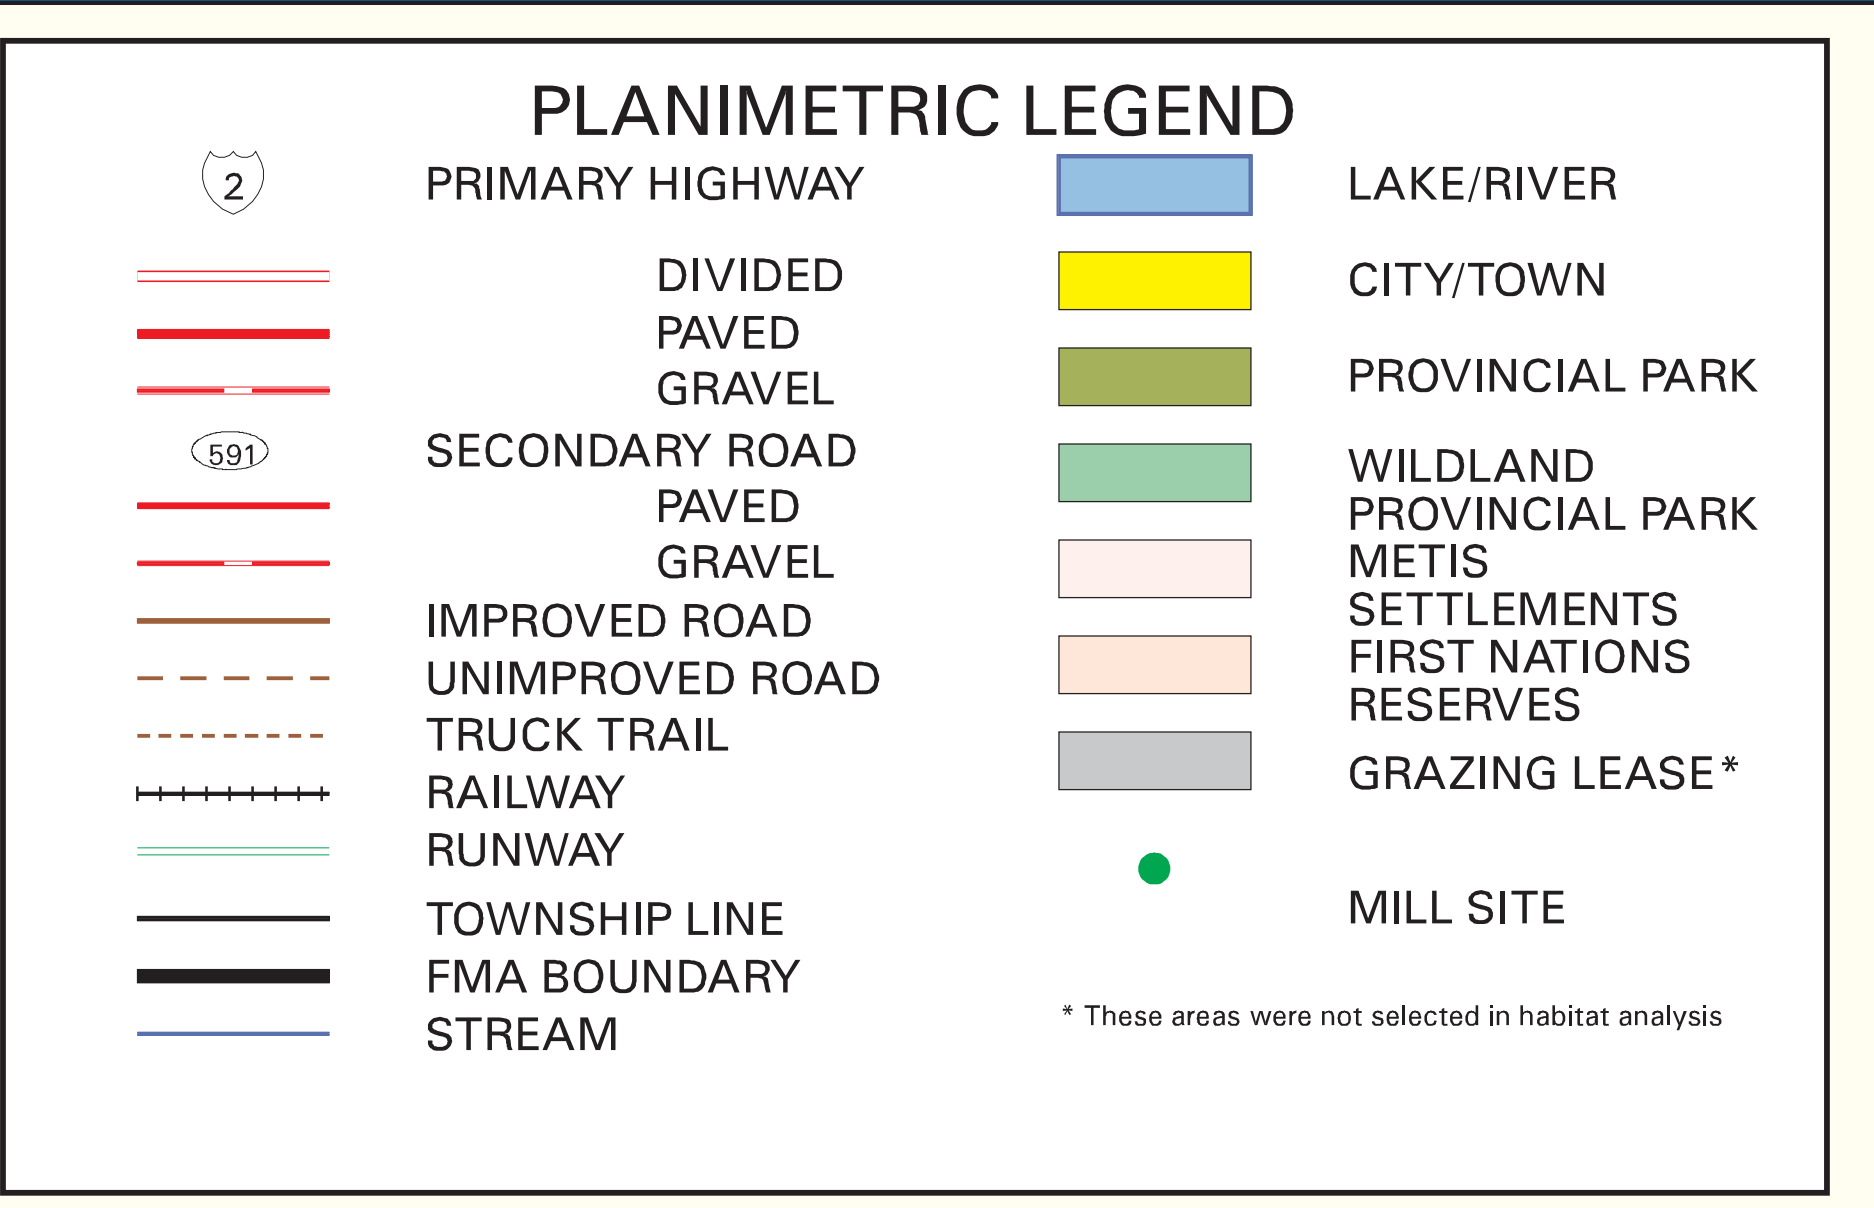 PLANIMETRIC LEGEND
2
PRIMARY HIGHWAY
DIVIDED
PAVED
GRAVEL
591
SECONDARY ROAD
PAVED
GRAVEL
IMPROVED ROAD
UNIMPROVED ROAD
TRUCK TRAIL
RAILWAY
RUNWAY
TOWNSHIP LINE
FMA BOUNDARY
STREAM
LAKE/RIVER
CITY/TOWN
PROVINCIAL PARK
WILDLAND
PROVINCIAL PARK
METIS
SETTLEMENTS
FIRST NATIONS
RESERVES
GRAZING LEASE*
MILL SITE
* These areas were not selected in habitat analysis